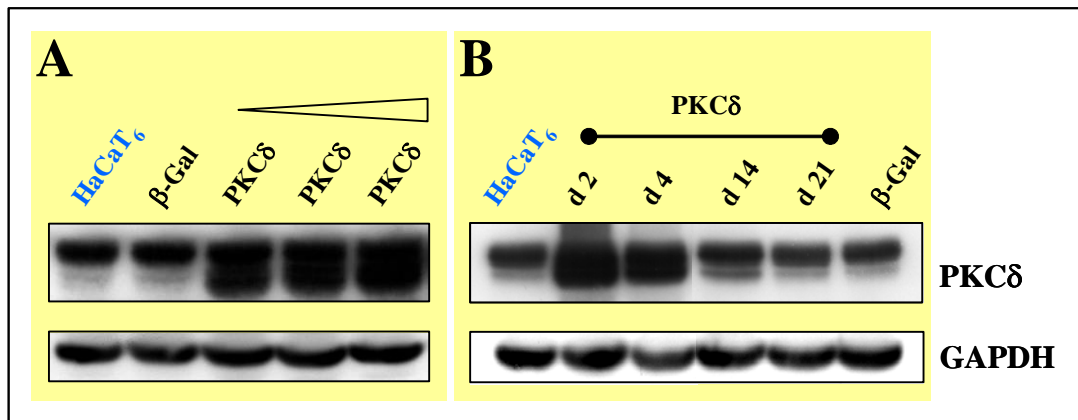 A
HaCaT6
β-Gal
PKCδ
PKCδ
PKCδ
B
PKCδ
HaCaT6
d 2
d 4
d 14
d 21
β-Gal
PKCδ
GAPDH